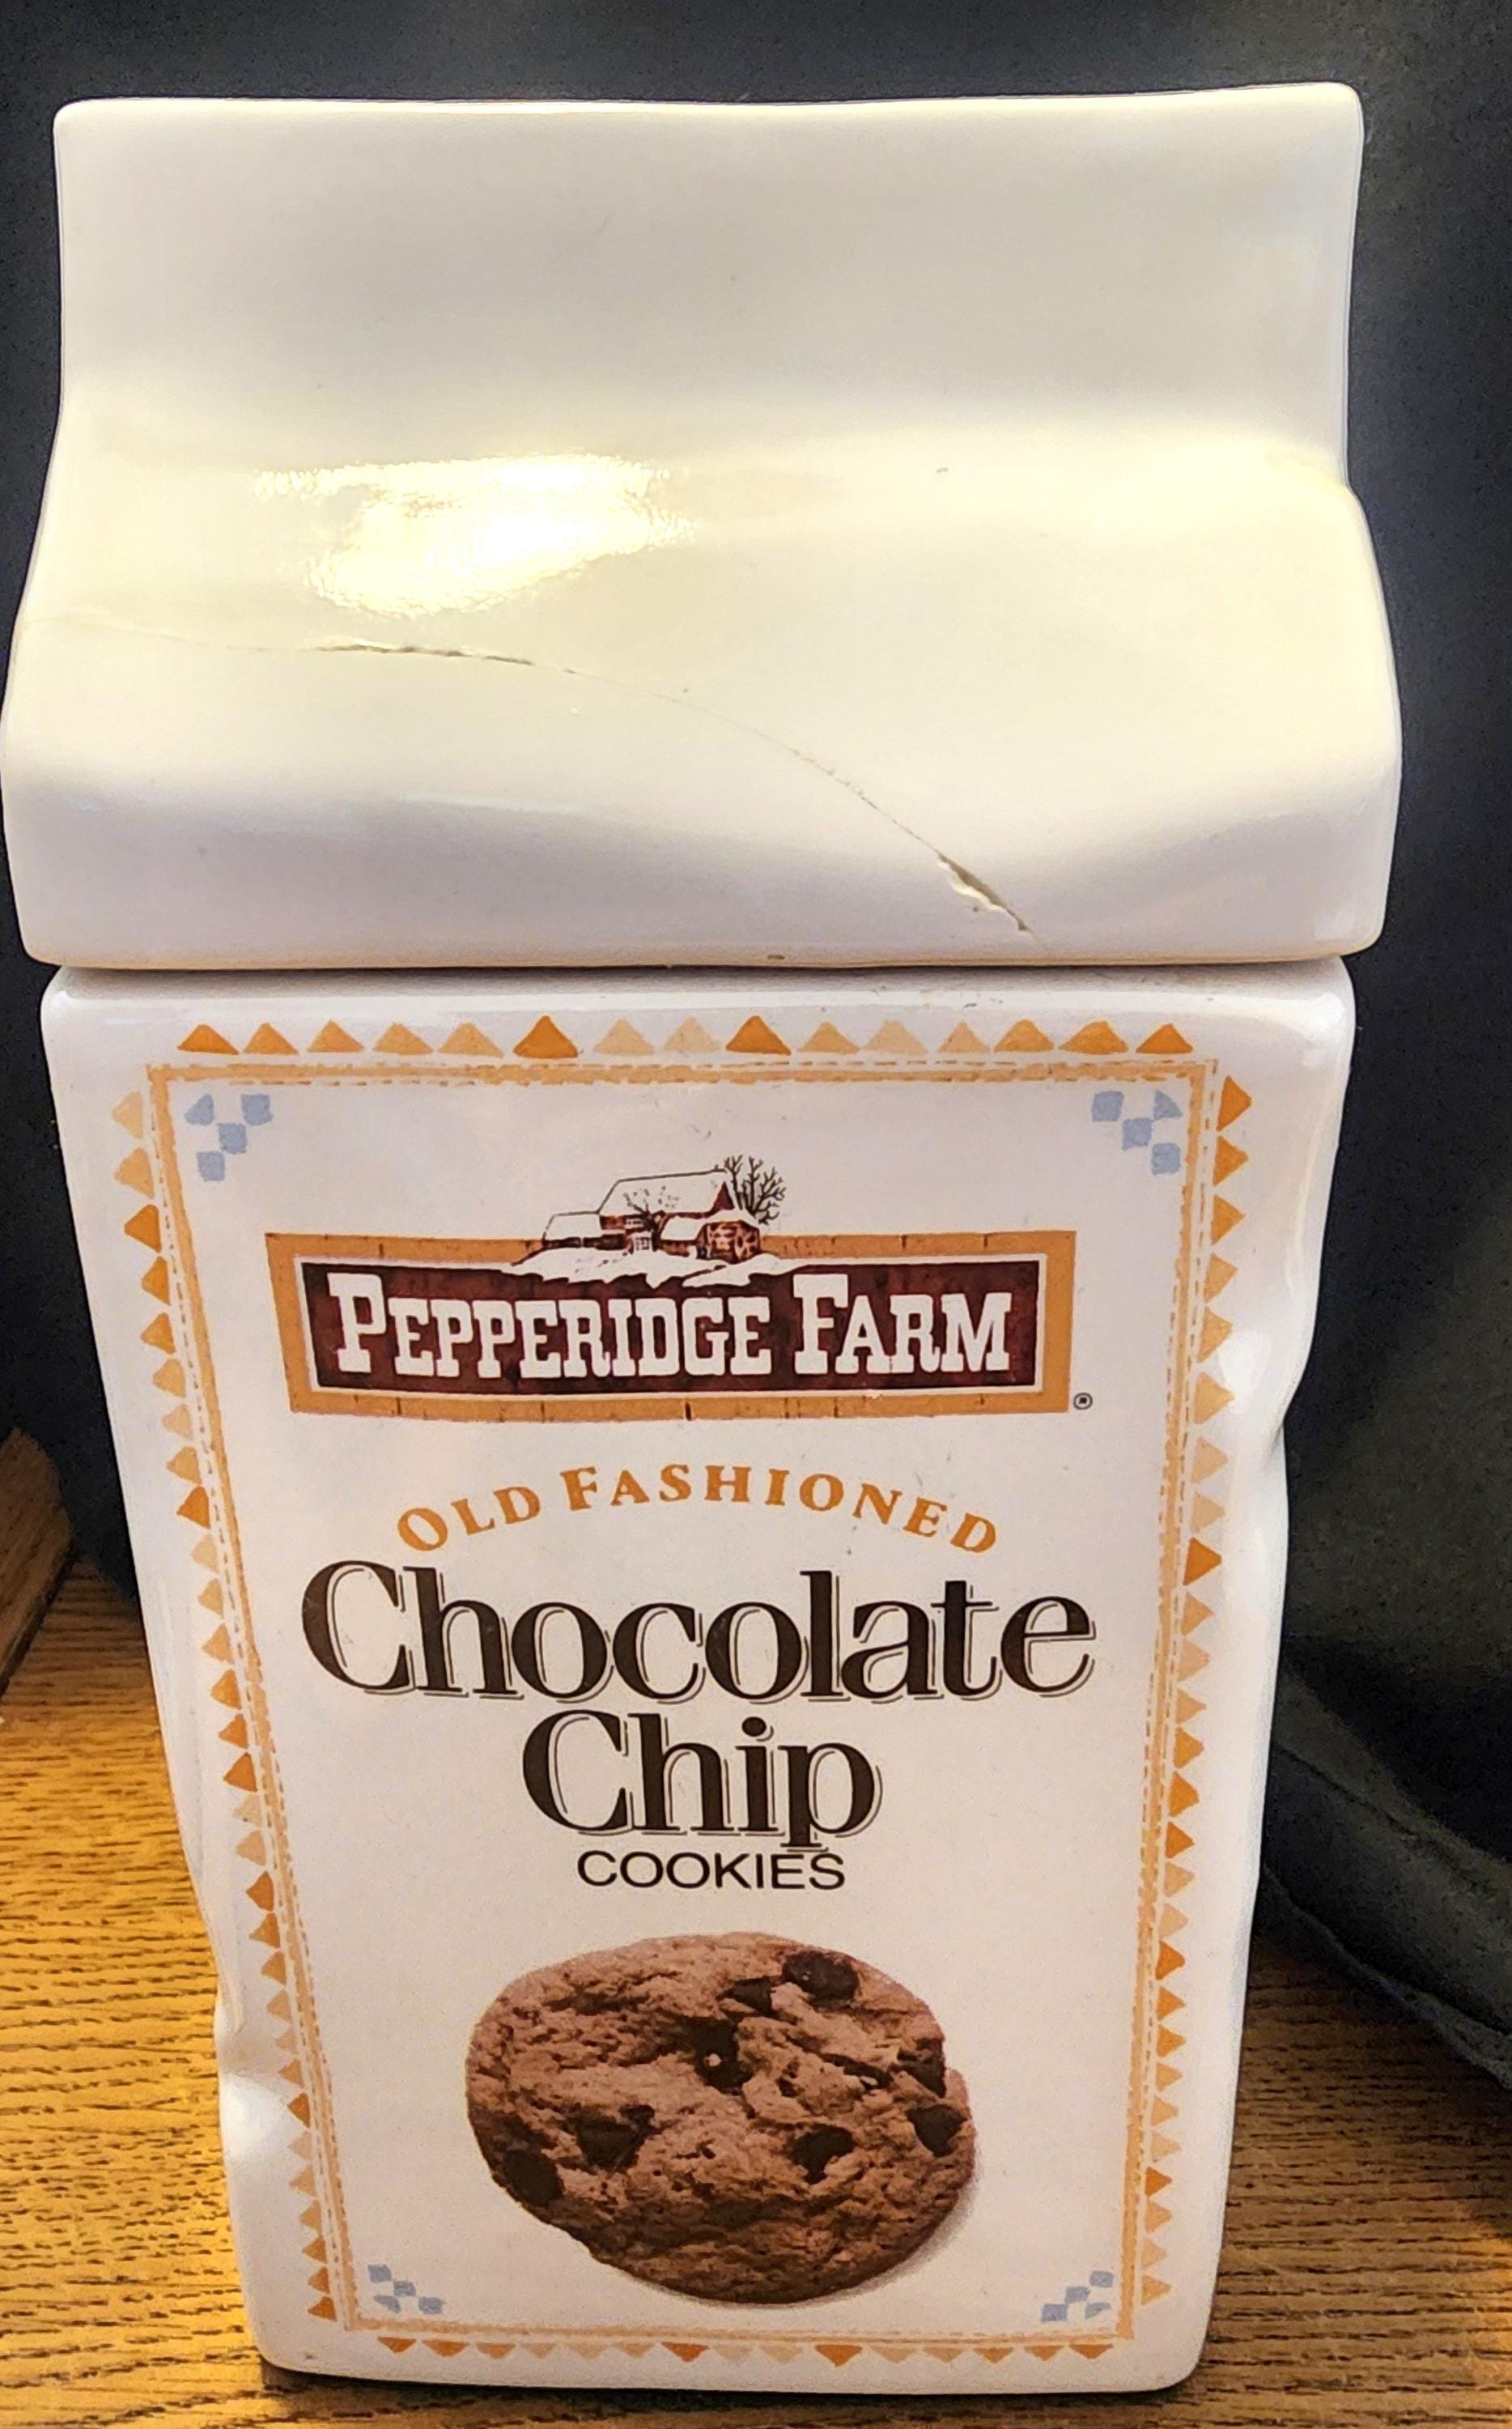 PEPPERIDGE FARM®
OLD FASHIONED
Chocolate
Chip
COOKIES